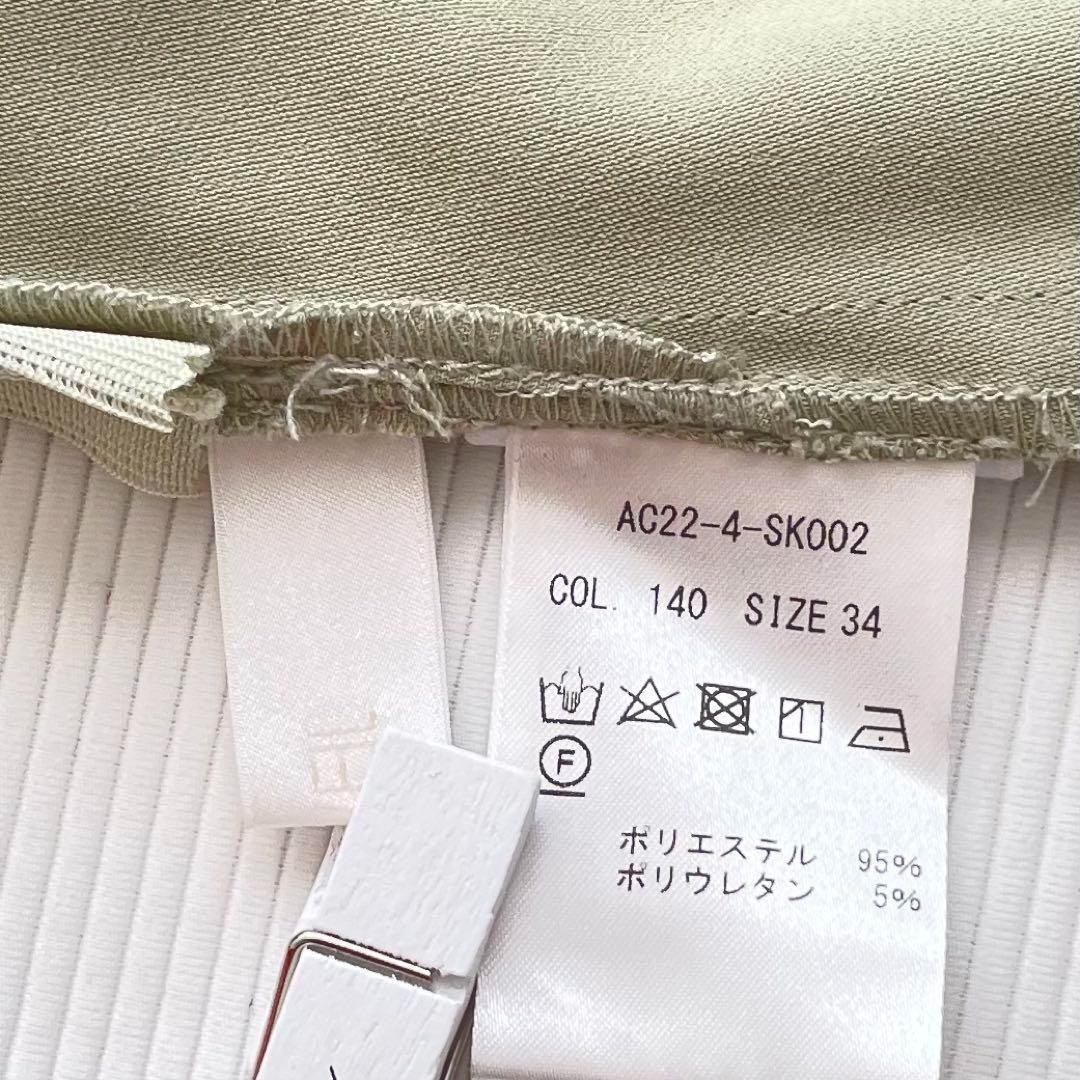 AC22-4-SK002
COL. 140 SIZE 34
F
ポリエステル 95%
ポリウレタン 5%